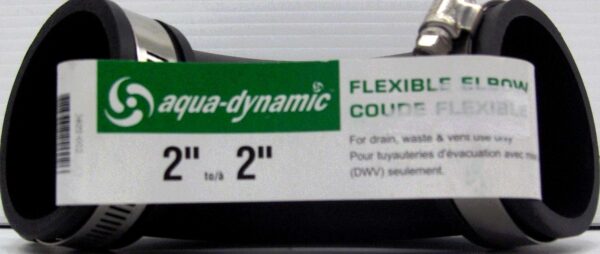 aqua-dynamic
FLEXIBLE ELBOW
COUDE FLEXIBLE
For drain, waste & vent use only
Pour tuyauteries d'évacuation avec
(DWV) seulement.
2" to/à 2"